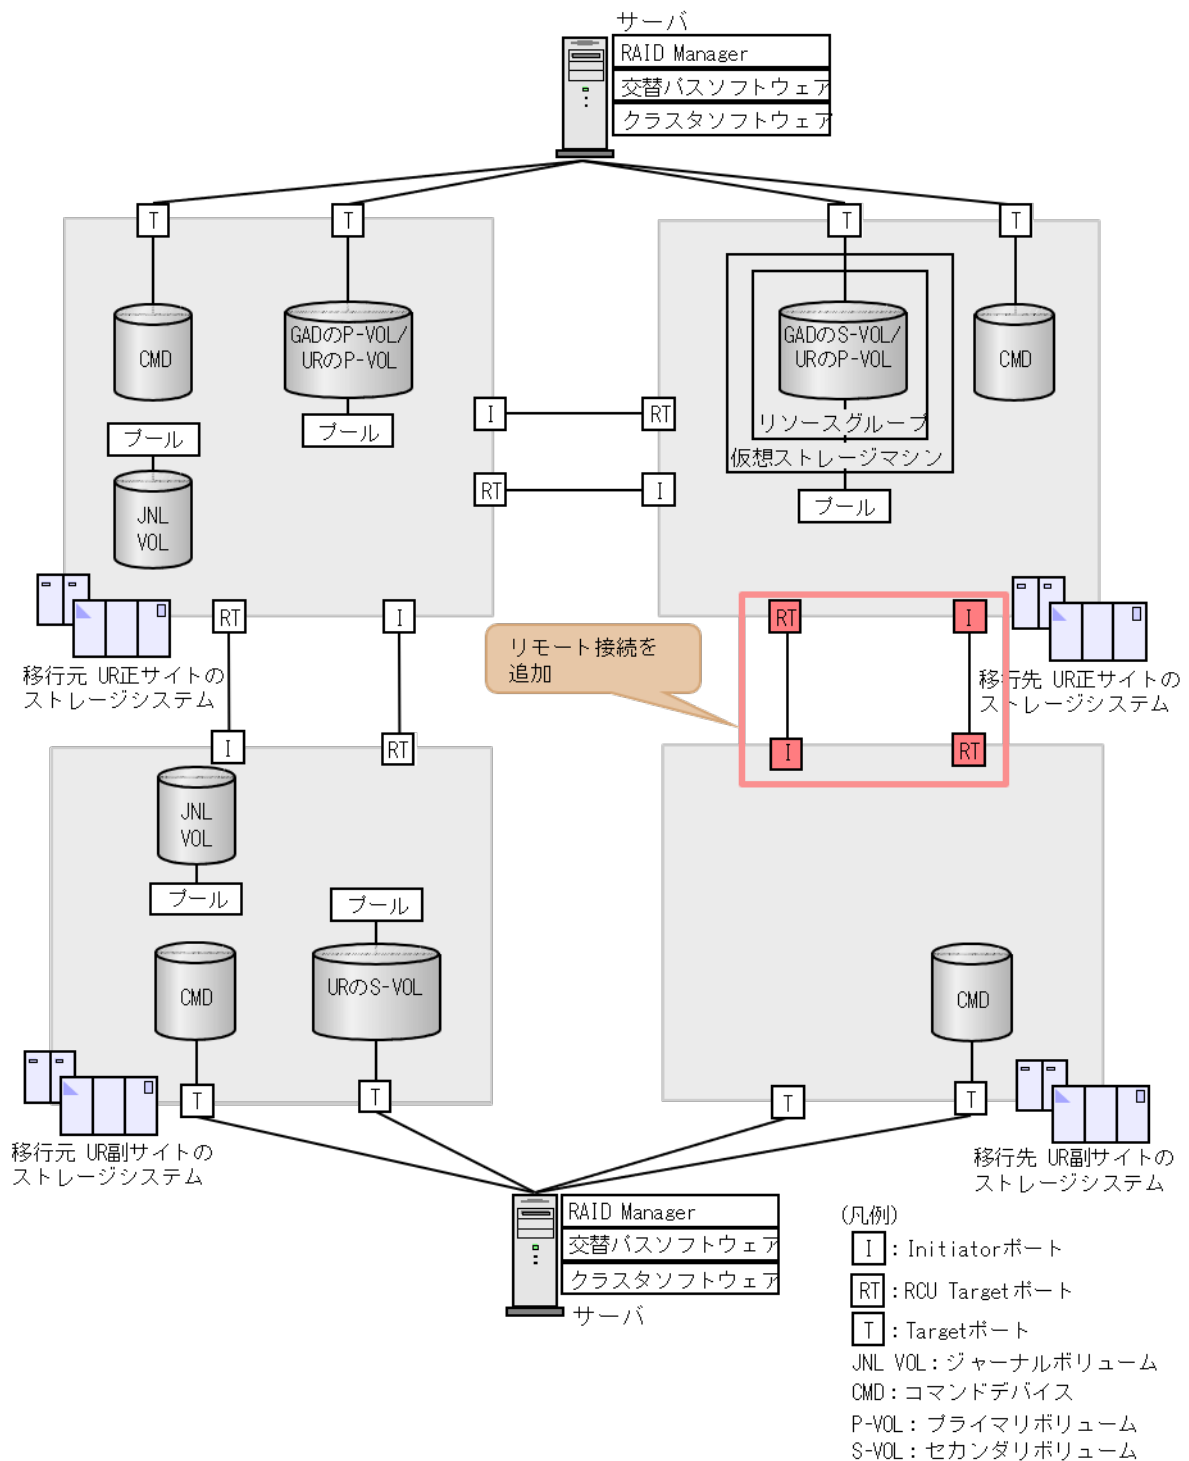 サーバ
RAID Manager
交替パスソフトウェア
クラスタソフトウェア
T
T
T
T
CMD
GADのP-VOL/
URのP-VOL
GADのS-VOL/
URのP-VOL
CMD
プール
プール
リソースグループ
仮想ストレージマシン
プール
JNL
VOL
I
RT
RT
I
RT
I
RT
I
移行元 UR正サイトの
ストレージシステム
リモート接続を
追加
移行先 UR正サイトの
ストレージシステム
I
RT
I
RT
JNL
VOL
プール
プール
CMD
URのS-VOL
CMD
T
T
T
T
移行元 UR副サイトの
ストレージシステム
移行先 UR副サイトの
ストレージシステム
RAID Manager
交替パスソフトウェア
クラスタソフトウェア
サーバ
(凡例)
I：Initiatorポート
RT：RCU Targetポート
T：Targetポート
JNL VOL：ジャーナルボリューム
CMD：コマンドデバイス
P-VOL：プライマリボリューム
S-VOL：セカンダリボリューム